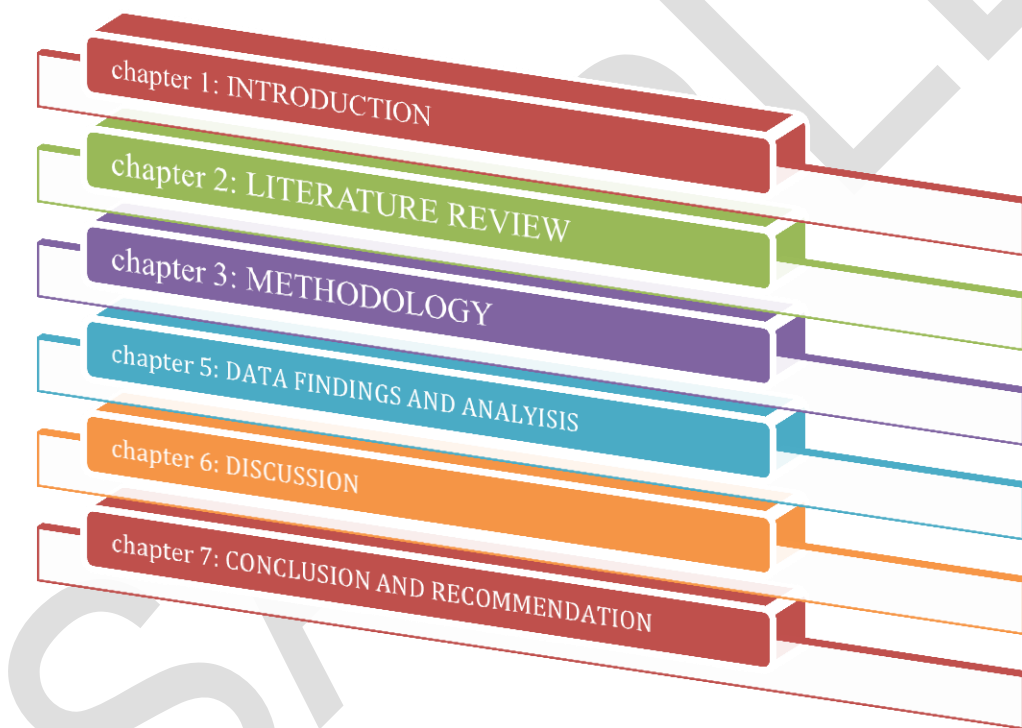 chapter 1: INTRODUCTION
chapter 2: LITERATURE REVIEW
chapter 3: METHODOLOGY
chapter 5: DATA FINDINGS AND ANALYISIS
chapter 6: DISCUSSION
chapter 7: CONCLUSION AND RECOMMENDATION